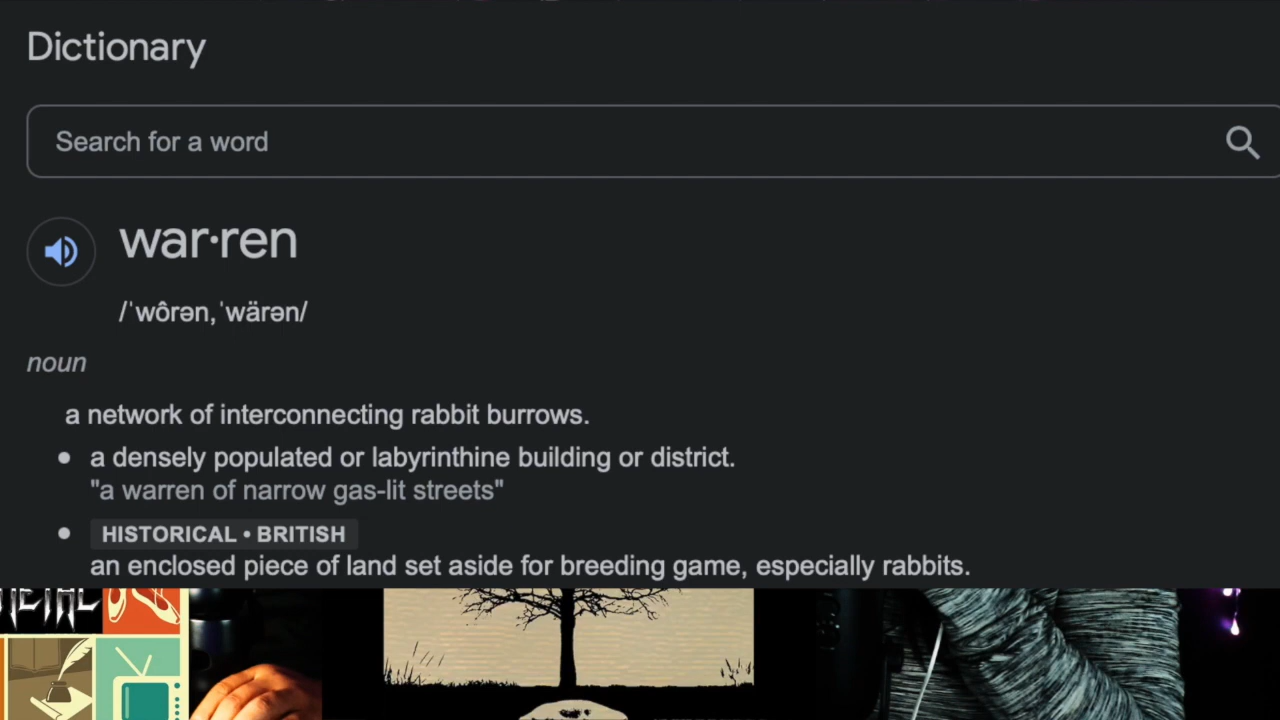 Dictionary
Search for a word
war·ren
/ˈwôrən,ˈwärən/
noun
a network of interconnecting rabbit burrows.
• a densely populated or labyrinthine building or district.
"a warren of narrow gas-lit streets"
• HISTORICAL • BRITISH
an enclosed piece of land set aside for breeding game, especially rabbits.
METAL